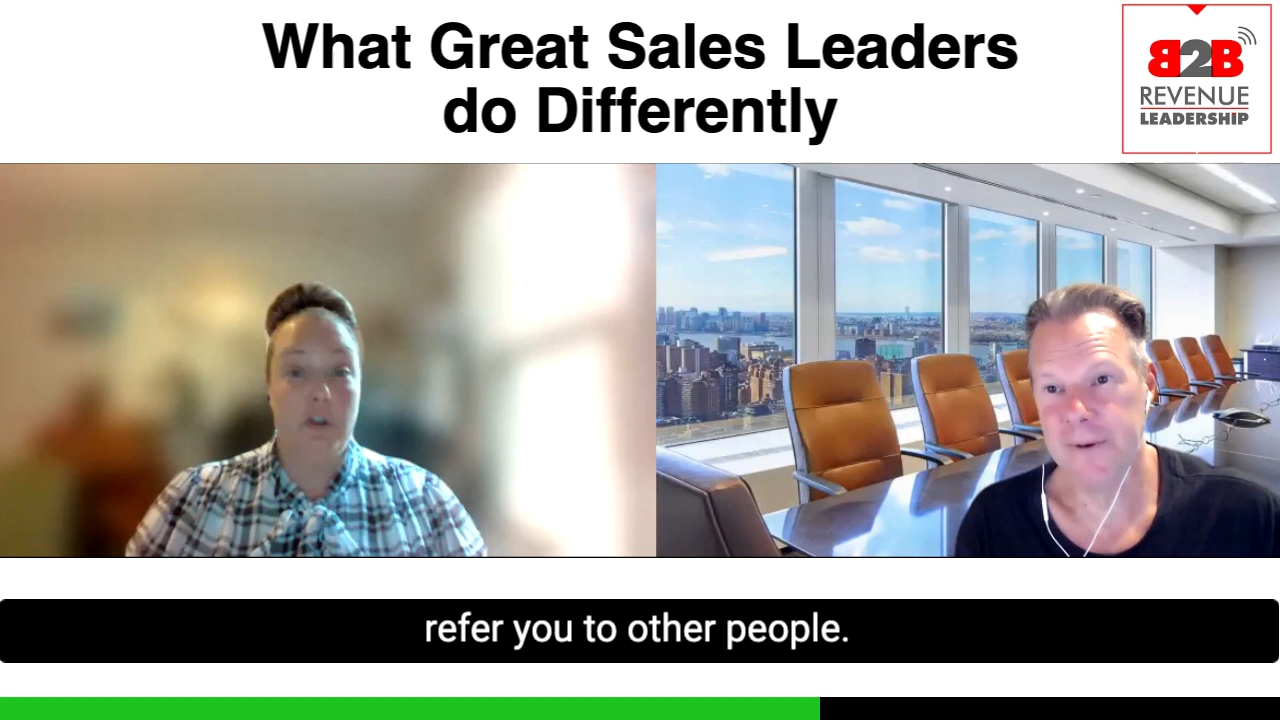 What Great Sales Leaders
do Differently
B2B
REVENUE
LEADERSHIP
refer you to other people.